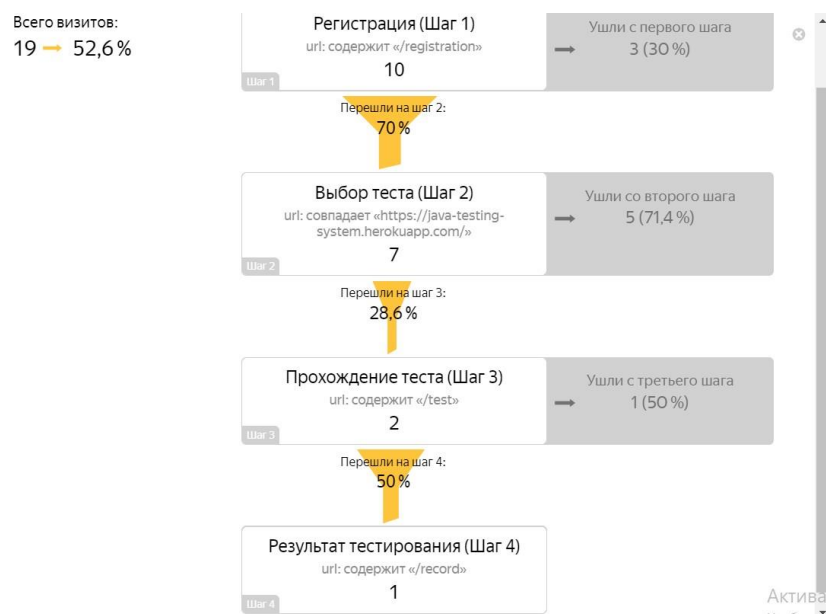 Всего визитов:
19 → 52,6 %
Регистрация (Шаг 1)
url: содержит «/registration»
10
Шаг 1
Ушли с первого шага
3 (30 %)
Перешли на шаг 2:
70 %
Выбор теста (Шаг 2)
url: совпадает «https://java-testing-
system.herokuapp.com/»
7
Шаг 2
Ушли со второго шага
5 (71,4 %)
Перешли на шаг 3:
28,6 %
Прохождение теста (Шаг 3)
url: содержит «/test»
2
Шаг 3
Ушли с третьего шага
1 (50 %)
Перешли на шаг 4:
50 %
Результат тестирования (Шаг 4)
url: содержит «/record»
1
Шаг 4
Актива